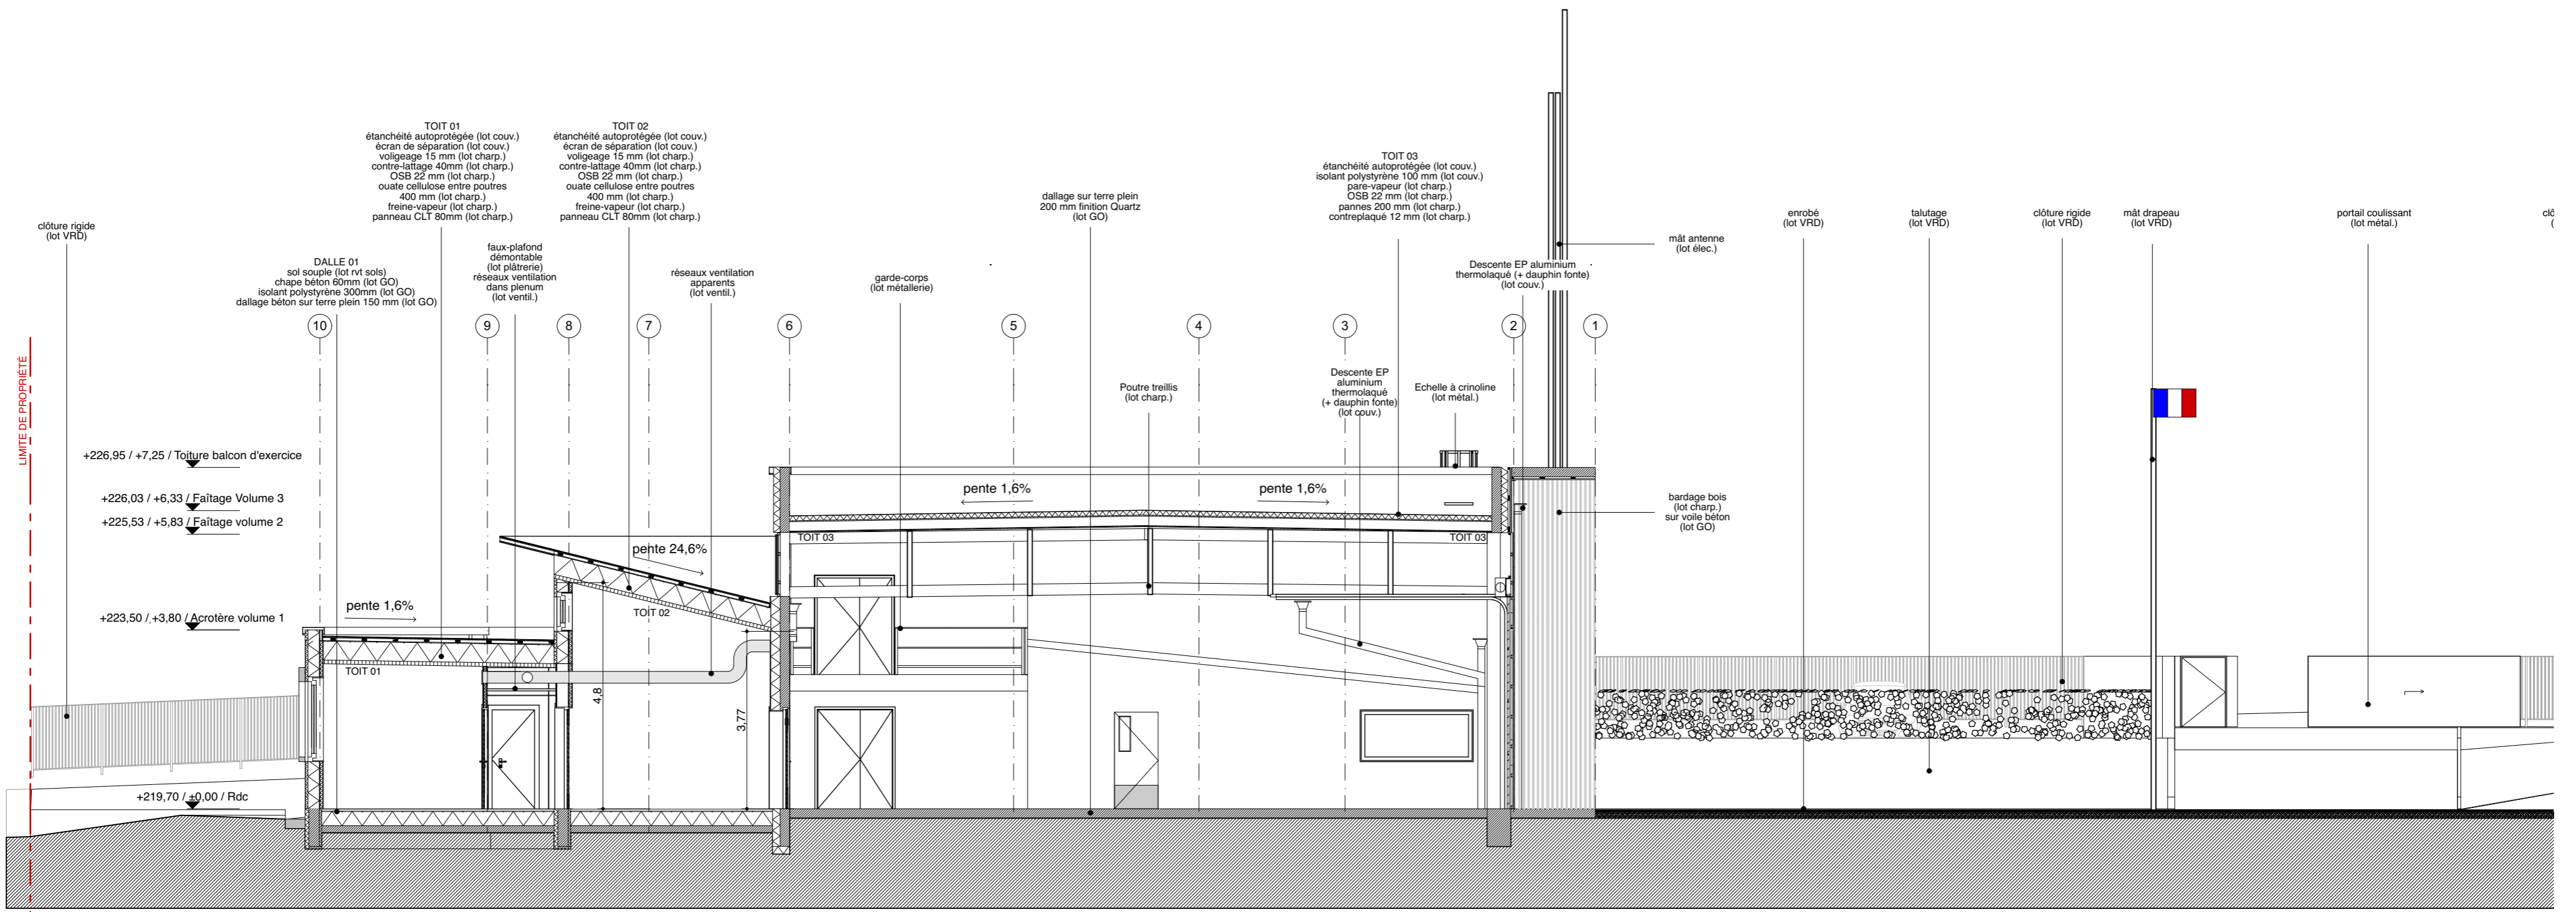 TOIT 01
étanchéité autoprotégée (lot couv.)
écran de séparation (lot couv.)
voligeage 15 mm (lot charp.)
contre-lattage 40mm (lot charp.)
OSB 22 mm (lot charp.)
ouate cellulose entre poutres
400 mm (lot charp.)
freine-vapeur (lot charp.)
panneau CLT 80mm (lot charp.)
TOIT 02
étanchéité autoprotégée (lot couv.)
écran de séparation (lot couv.)
voligeage 15 mm (lot charp.)
contre-lattage 40mm (lot charp.)
OSB 22 mm (lot charp.)
ouate cellulose entre poutres
400 mm (lot charp.)
freine-vapeur (lot charp.)
panneau CLT 80mm (lot charp.)
TOIT 03
étanchéité autoprotégée (lot couv.)
isolant polystyrène 100 mm (lot couv.)
pare-vapeur (lot charp.)
OSB 22 mm (lot charp.)
pannes 200 mm (lot charp.)
contreplaqué 12 mm (lot charp.)
dallage sur terre plein
200 mm finition Quartz
(lot GO)
clôture rigide
(lot VRD)
enrobé
(lot VRD)
talutage
(lot VRD)
clôture rigide
(lot VRD)
mât drapeau
(lot VRD)
portail coulissant
(lot métal.)
clô
(
mât antenne
(lot élec.)
faux-plafond
démontable
(lot plâtrerie)
réseaux ventilation
dans plenum
(lot ventil.)
DALLE 01
sol souple (lot rvt sols)
chape béton 60mm (lot GO)
isolant polystyrène 300mm (lot GO)
dallage béton sur terre plein 150 mm (lot GO)
réseaux ventilation
apparents
(lot ventil.)
garde-corps
(lot métallerie)
Descente EP aluminium
thermolaqué (+ dauphin fonte)
(lot couv.)
10
9
8
7
6
5
4
3
2
1
LIMITE DE PROPRIÉTÉ
Poutre treillis
(lot charp.)
Descente EP
aluminium
thermolaqué
(+ dauphin fonte)
(lot couv.)
Echelle à crinoline
(lot métal.)
+226,95 / +7,25 / Toiture balcon d'exercice
+226,03 / +6,33 / Faîtage Volume 3
+225,53 / +5,83 / Faîtage volume 2
+223,50 / +3,80 / Acrotère volume 1
+219,70 / ±0,00 / Rdc
pente 1,6%
pente 1,6%
bardage bois
(lot charp.)
sur voile béton
(lot GO)
TOIT 03
TOIT 03
pente 24,6%
pente 1,6%
TOIT 02
TOIT 01
4,8
3,77